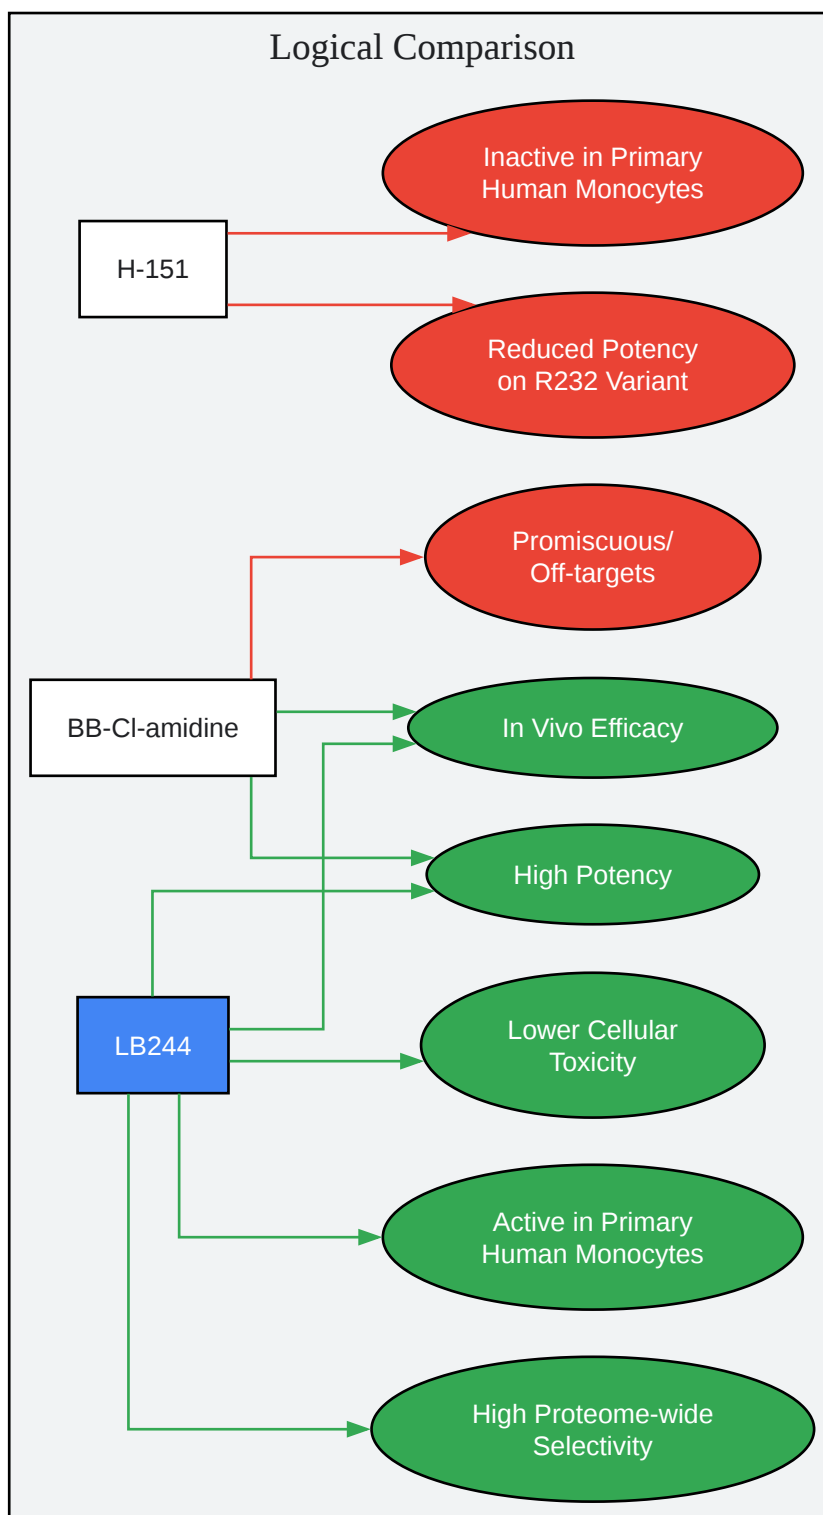 Logical Comparison
Inactive in Primary
Human Monocytes
H-151
Reduced Potency
on R232 Variant
Promiscuous/
Off-targets
BB-Cl-amidine
In Vivo Efficacy
High Potency
LB244
Lower Cellular
Toxicity
Active in Primary
Human Monocytes
High Proteome-wide
Selectivity